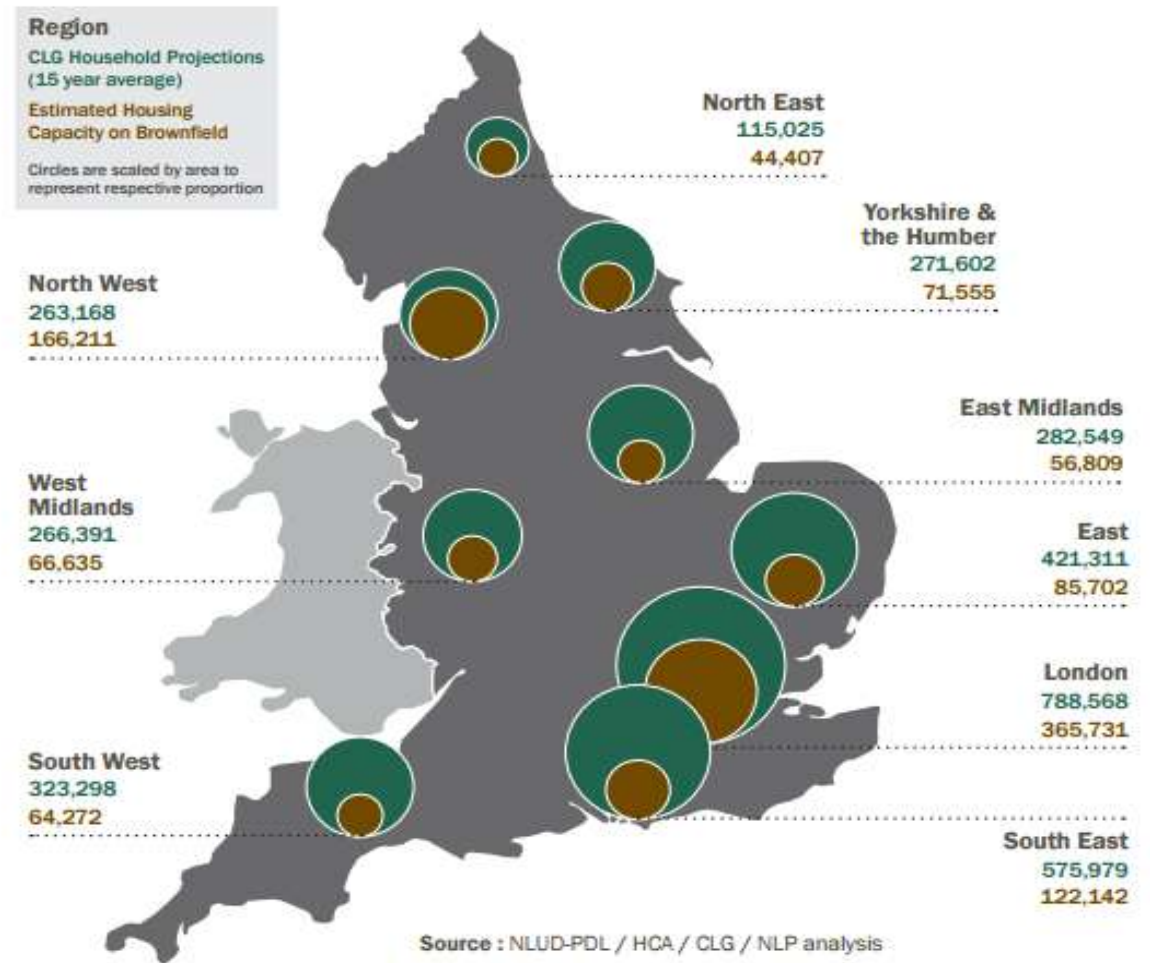 Region
CLG Household Projections
(15 year average)
Estimated Housing
Capacity on Brownfield
Circles are scaled by area to
represent respective proportion
North East
115,025
44,407
Yorkshire &
the Humber
271,602
71,555
North West
263,168
166,211
East Midlands
282,549
56,809
West
Midlands
266,391
66,635
East
421,311
85,702
London
788,568
365,731
South West
323,298
64,272
South East
575,979
122,142
Source : NLUD-PDL / HCA / CLG / NLP analysis